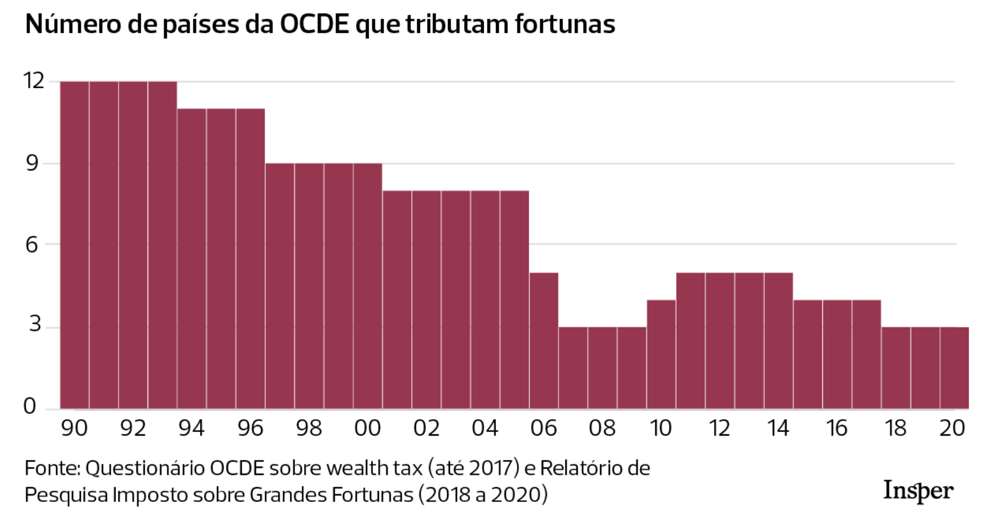 Número de países da OCDE que tributam fortunas
12
9
6
3
0
90 92 94 96 98 00 02 04 06 08 10 12 14 16 18 20
Fonte: Questionário OCDE sobre wealth tax (até 2017) e Relatório de
Pesquisa Imposto sobre Grandes Fortunas (2018 a 2020)
Insper